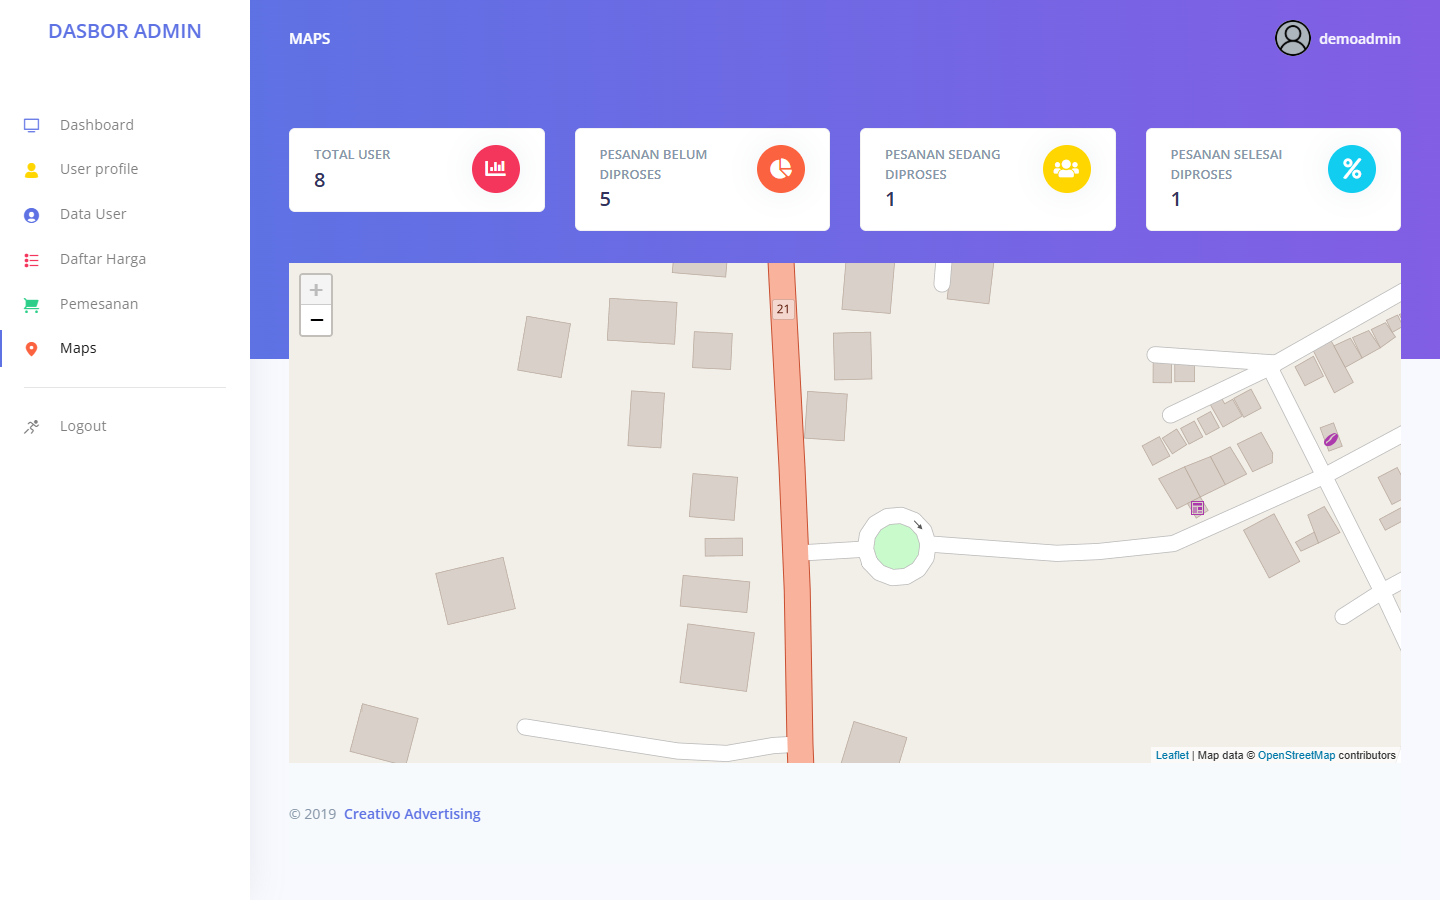 DASBOR ADMIN
Dashboard
User profile
Data User
Daftar Harga
Pemesanan
Maps
Logout
MAPS
demoadmin
TOTAL USER
8
PESANAN BELUM
DIPROSES
5
PESANAN SEDANG
DIPROSES
1
PESANAN SELESAI
DIPROSES
1
+
−
21
Leaflet | Map data © OpenStreetMap contributors
© 2019 Creativo Advertising